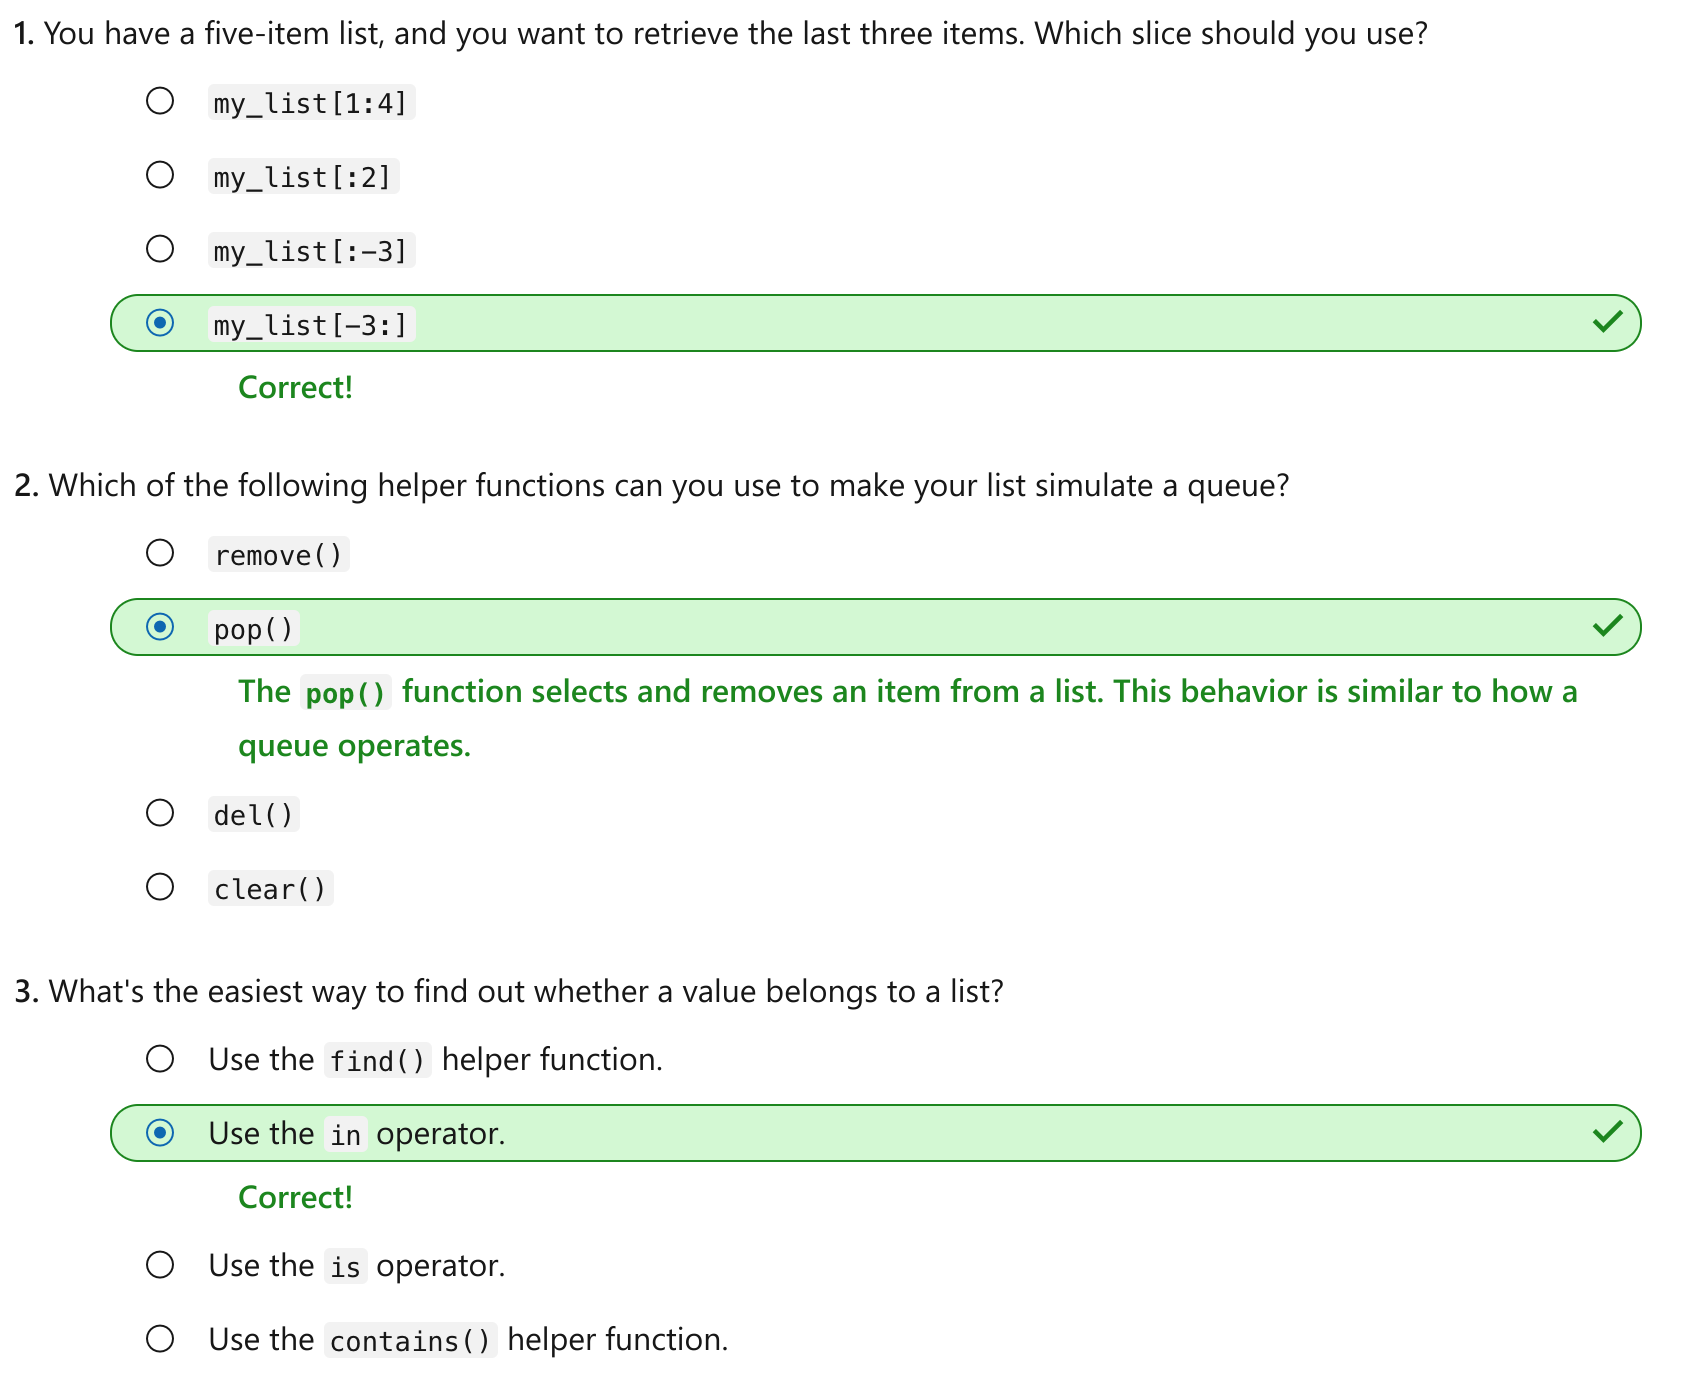 1. You have a five-item list, and you want to retrieve the last three items. Which slice should you use?
my_list[1:4]
my_list[:2]
my_list[:-3]
my_list[-3:]
Correct!
2. Which of the following helper functions can you use to make your list simulate a queue?
remove()
pop()
The pop() function selects and removes an item from a list. This behavior is similar to how a
queue operates.
del()
clear()
3. What's the easiest way to find out whether a value belongs to a list?
Use the find() helper function.
Use the in operator.
Correct!
Use the is operator.
Use the contains() helper function.